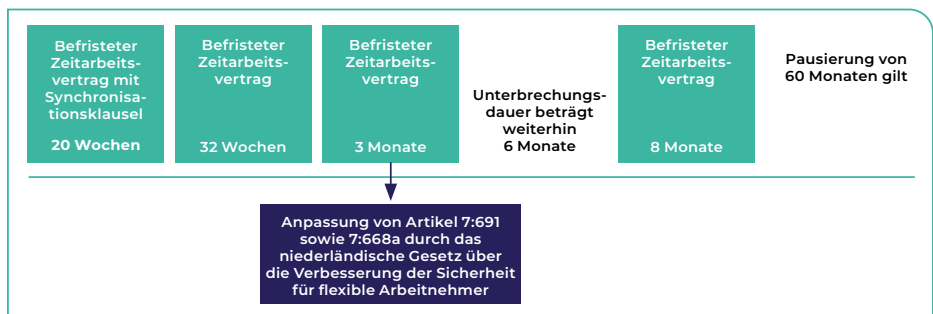 Befristeter
Zeitarbeits-
vertrag mit
Synchronisa-
tionsklausel
20 Wochen
Befristeter
Zeitarbeits-
vertrag
32 Wochen
Befristeter
Zeitarbeits-
vertrag
3 Monate
Unterbrechungs-
dauer beträgt
weiterhin
6 Monate
Befristeter
Zeitarbeits-
vertrag
8 Monate
Pausierung von
60 Monaten gilt
Anpassung von Artikel 7:691
sowie 7:668a durch das
niederländische Gesetz über
die Verbesserung der Sicherheit
für flexible Arbeitnehmer